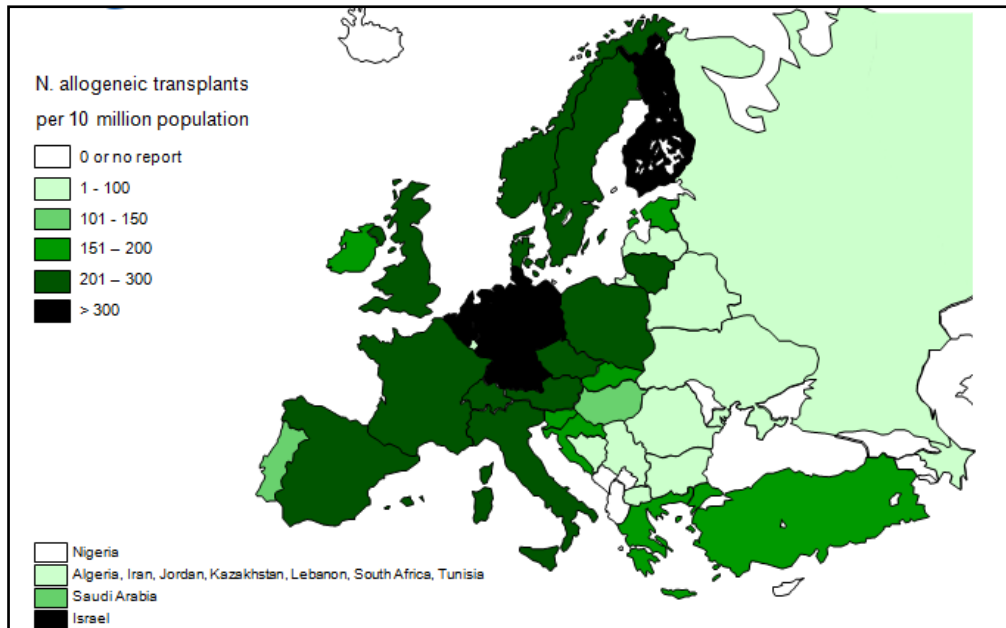 N. allogeneic transplants
per 10 million population
0 or no report
1 - 100
101 - 150
151 – 200
201 – 300
> 300
Nigeria
Algeria, Iran, Jordan, Kazakhstan, Lebanon, South Africa, Tunisia
Saudi Arabia
Israel